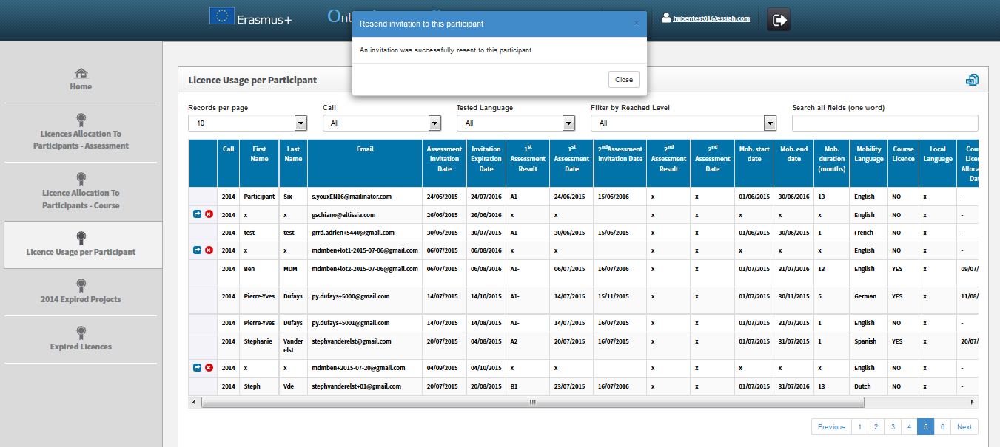 Erasmus+
Onl
hubentest01@essiah.com
Resend invitation to this participant
×
An invitation was successfully resent to this participant.
Close
Home
Licences Allocation To
Participants - Assessment
Licence Allocation To
Participants - Course
Licence Usage per Participant
2014 Expired Projects
Expired Licences
Licence Usage per Participant
XLS
Records per page Call Tested Language Filter by Reached Level Search all fields (one word)
10 All All All
Call First Name Last Name Email Assessment Invitation Date Invitation Expiration Date 1st Assessment Result 1st Assessment Date 2ndAssessment Invitation Date 2nd Assessment Result 2nd Assessment Date Mob. start date Mob. end date Mob. duration (months) Mobility Language Course Licence Local Language Cou Licen Alloca Dat
2014 Participant Six s.youxEN16@mailinator.com 24/06/2015 24/07/2016 A1- 24/06/2015 15/06/2016 x x 01/06/2015 30/06/2016 13 English NO x -
2014 x x gschiano@altissia.com 26/06/2015 26/06/2016 x x x x x x x English NO x -
2014 test test grrd.adrien+5440@gmail.com 30/06/2015 30/07/2015 A1- 30/06/2015 15/06/2015 x x 01/06/2015 30/06/2015 1 French NO x -
2014 x x mdmben+lot1-2015-07-06@gmail.com 06/07/2015 06/08/2016 x x x x x x x English NO x -
2014 Ben MDM mdmben+lot2-2015-07-06@gmail.com 06/07/2015 06/08/2016 A1- 06/07/2015 16/07/2016 x x 01/07/2015 31/07/2016 13 English YES x 09/07/
2014 Pierre-Yves Dufays py.dufays+5000@gmail.com 14/07/2015 14/10/2015 A1- 14/07/2015 15/11/2015 x x 01/07/2015 30/11/2015 5 German YES x 11/08/
2014 Pierre-Yves Dufays py.dufays+5001@gmail.com 14/07/2015 14/08/2015 A1- 14/07/2015 16/07/2015 x x 01/07/2015 31/07/2015 1 English NO x -
2014 Stephanie Vander elst stephvanderelst@gmail.com 20/07/2015 04/08/2015 A2 20/07/2015 16/07/2015 x x 01/07/2015 31/07/2015 1 Spanish YES x 20/07/
2014 x x mdmben+2015-07-20@gmail.com 04/09/2015 04/10/2015 x x x x x x x English NO x -
2014 Steph Vde stephvanderelst+01@gmail.com 20/07/2015 20/08/2015 B1 23/07/2015 16/07/2016 x x 01/07/2015 31/07/2016 13 Dutch NO x -
Previous 1 2 3 4 5 6 Next